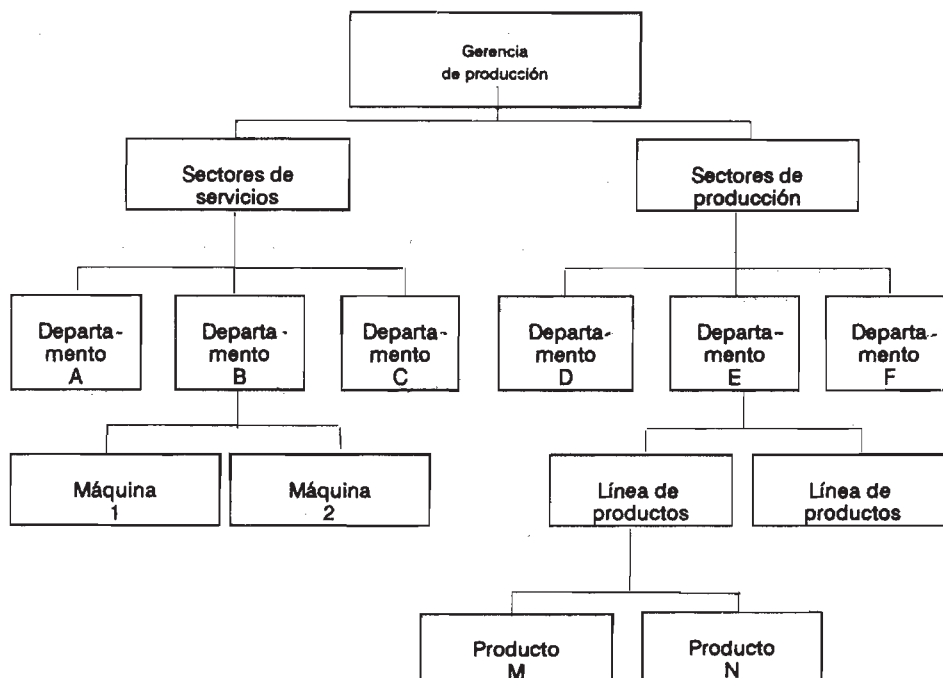 Gerencia
de producción
Sectores de
servicios
Sectores de
producción
Departa-
mento
A
Departa-
mento
B
Departa-
mento
C
Departa-
mento
D
Departa-
mento
E
Departa-
mento
F
Máquina
1
Máquina
2
Línea de
productos
Línea de
productos
Producto
M
Producto
N